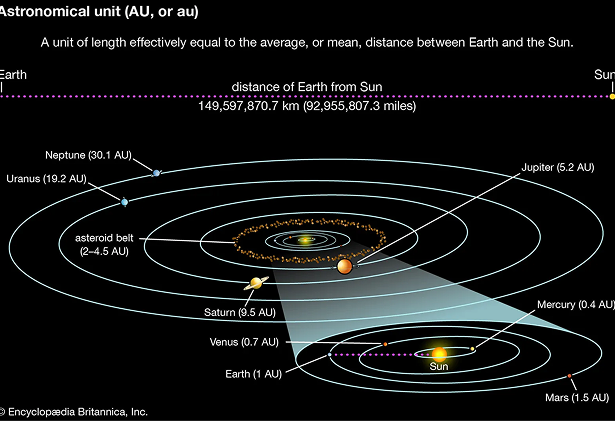 Astronomical unit (AU, or au)
A unit of length effectively equal to the average, or mean, distance between Earth and the Sun.
Earth
Sun
distance of Earth from Sun
149,597,870.7 km (92,955,807.3 miles)
Neptune (30.1 AU)
Jupiter (5.2 AU)
Uranus (19.2 AU)
asteroid belt
(2–4.5 AU)
Saturn (9.5 AU)
Mercury (0.4 AU)
Venus (0.7 AU)
Sun
Earth (1 AU)
Mars (1.5 AU)
© Encyclopædia Britannica, Inc.